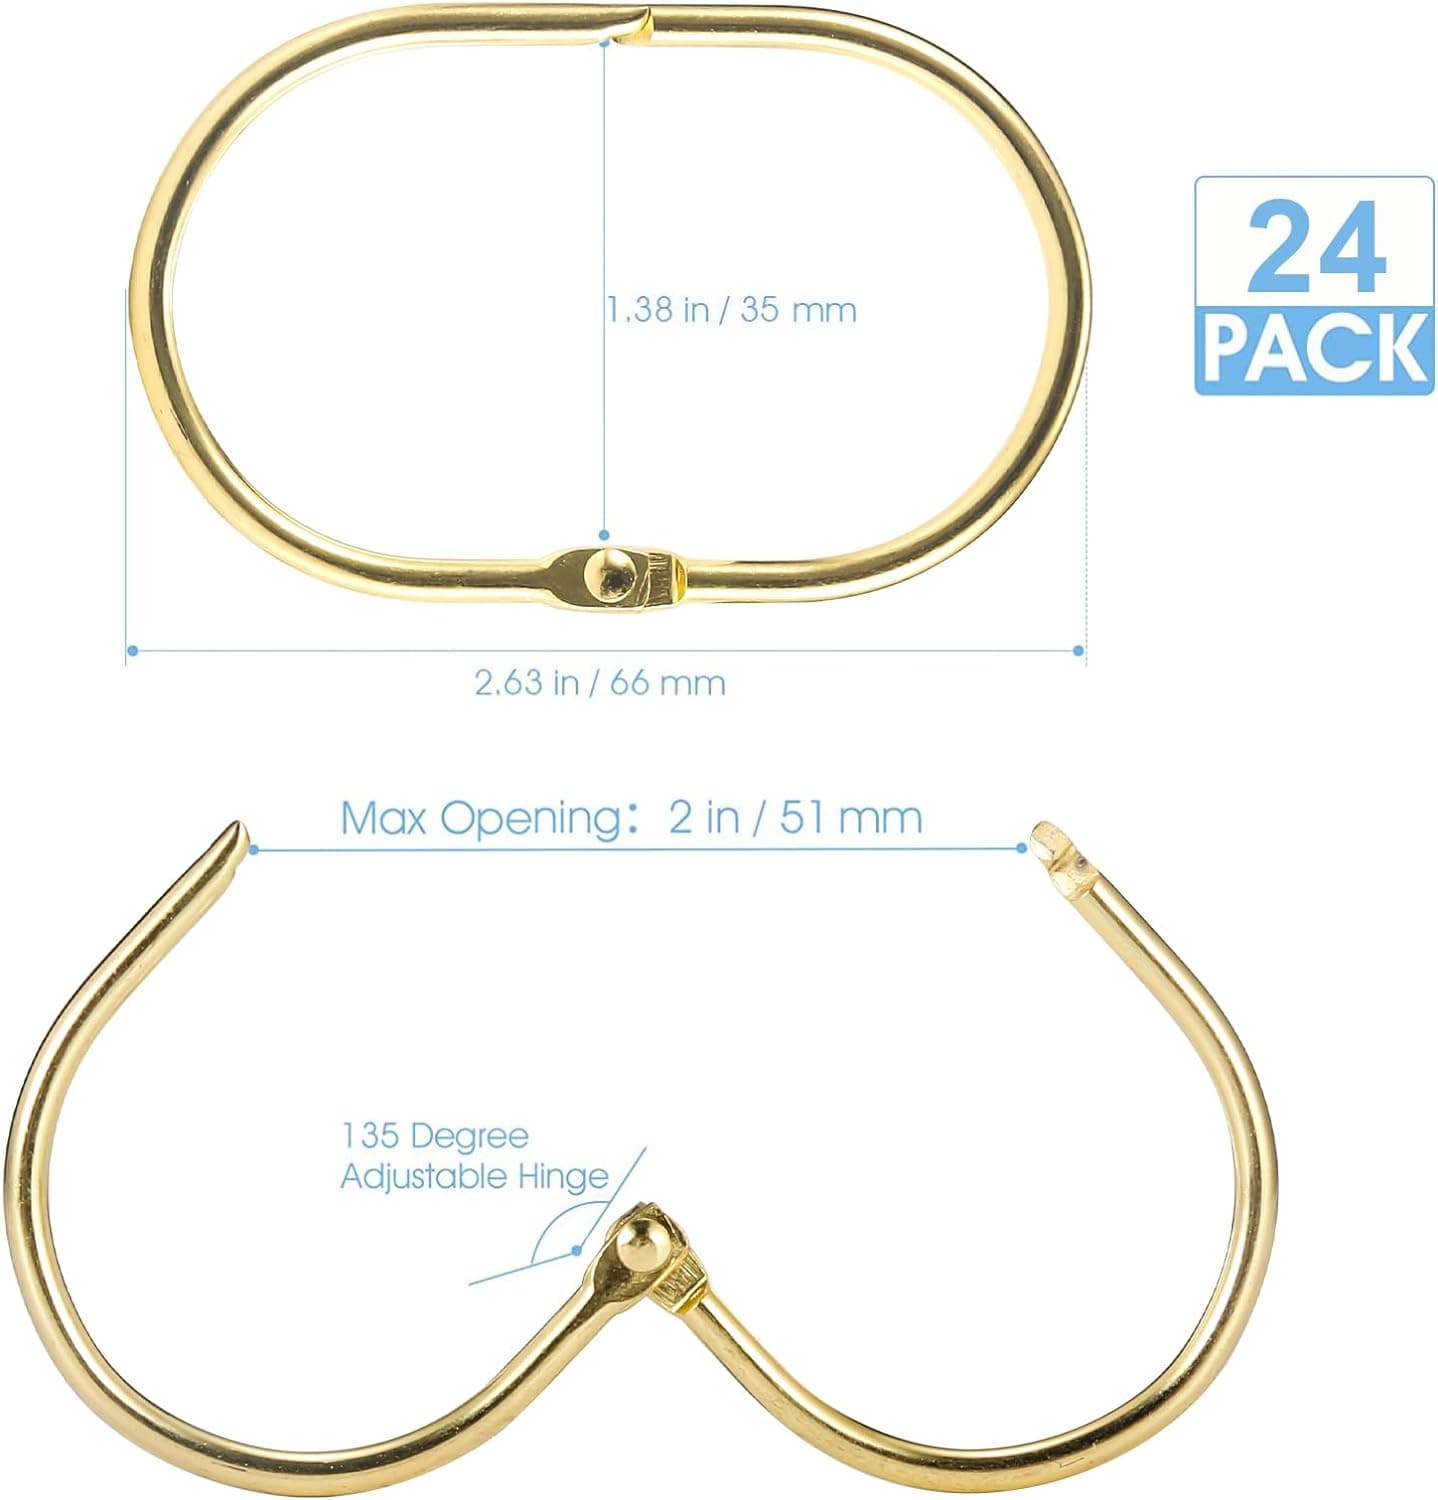 1.38 in / 35 mm
24
PACK
2.63 in / 66 mm
Max Opening: 2 in / 51 mm
135 Degree
Adjustable Hinge